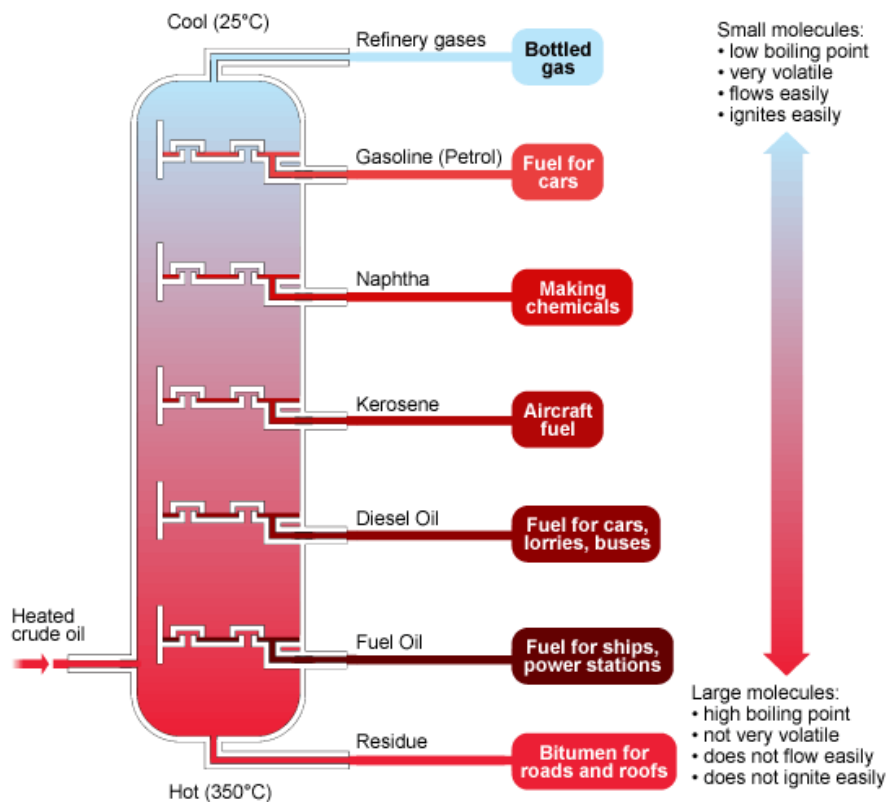 Cool (25°C)
Refinery gases
Bottled
gas
Small molecules:
• low boiling point
• very volatile
• flows easily
• ignites easily
Gasoline (Petrol)
Fuel for
cars
Naphtha
Making
chemicals
Kerosene
Aircraft
fuel
Diesel Oil
Fuel for cars,
lorries, buses
Heated
crude oil
Fuel Oil
Fuel for ships,
power stations
Large molecules:
• high boiling point
• not very volatile
• does not flow easily
• does not ignite easily
Residue
Bitumen for
roads and roofs
Hot (350°C)